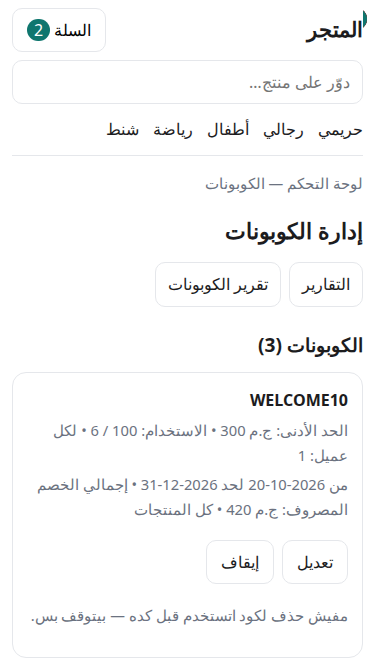 المتجر
السلة 2
دوّر على منتج...
حريمي رجالي أطفال رياضة شنط
لوحة التحكم — الكوبونات
إدارة الكوبونات
التقارير تقرير الكوبونات
الكوبونات (3)
WELCOME10
الحد الأدنى: ج.م 300 • الاستخدام: 100 / 6 • لكل
عميل: 1
من 2026-10-20 لحد 2026-12-31 • إجمالي الخصم
المصروف: ج.م 420 • كل المنتجات
تعديل إيقاف
مفيش حذف لكود اتستخدم قبل كده — بيتوقف بس.